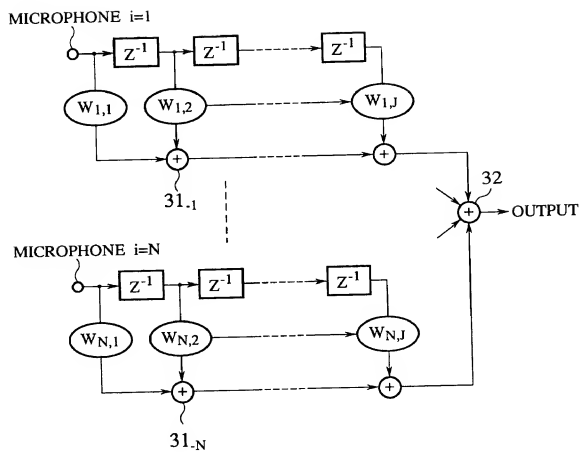 MICROPHONE i=1
Z-1 Z-1 Z-1
W1,1 W1,2 W1,J
+ +
31-1
32
+ OUTPUT
MICROPHONE i=N
Z-1 Z-1 Z-1
WN,1 WN,2 WN,J
+ +
31-N